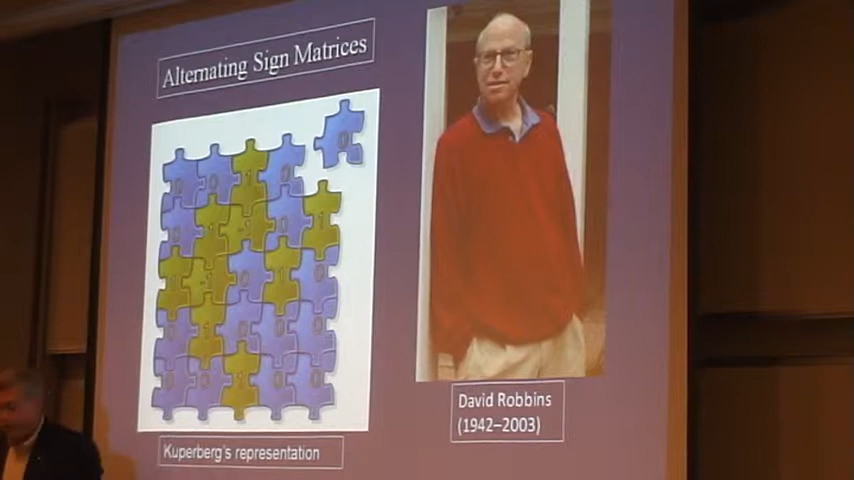 Alternating Sign Matrices
Kuperberg's representation
David Robbins
(1942–2003)